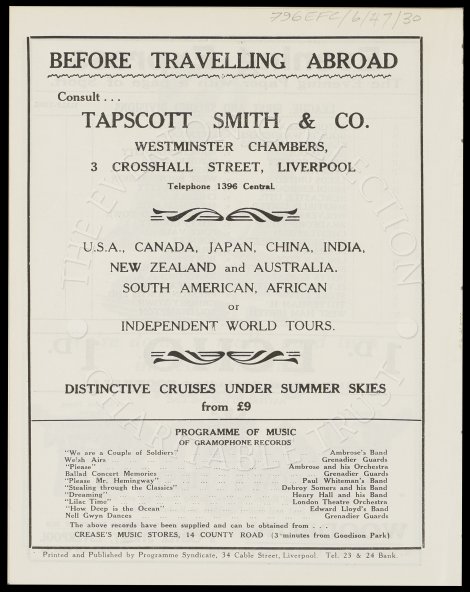 796EFC/6/47/30
BEFORE TRAVELLING ABROAD
Consult . . .
TAPSCOTT SMITH & CO.
WESTMINSTER CHAMBERS,
3 CROSSHALL STREET, LIVERPOOL
Telephone 1396 Central.
U.S.A., CANADA, JAPAN, CHINA, INDIA,
NEW ZEALAND and AUSTRALIA.
SOUTH AMERICAN, AFRICAN
or
INDEPENDENT WORLD TOURS.
DISTINCTIVE CRUISES UNDER SUMMER SKIES
from £9
PROGRAMME OF MUSIC
OF GRAMOPHONE RECORDS
"We are a Couple of Soldiers" Ambrose's Band
Welsh Airs Grenadier Guards
"Please" Ambrose and his Orchestra
Ballad Concert Memories Grenadier Guards
"Please Mr. Hemingway" Paul Whiteman's Band
"Stealing through the Classics" Debroy Somers and his Band
"Dreaming" Henry Hall and his Band
"Lilac Time" London Theatre Orchestra
"How Deep is the Ocean" Edward Lloyd's Band
Nell Gwyn Dances Grenadier Guards
The above records have been supplied and can be obtained from . . .
CREASE'S MUSIC STORES, 14 COUNTY ROAD (3 minutes from Goodison Park)
Printed and Published by Programme Syndicate, 34 Cable Street, Liverpool. Tel. 23 & 24 Bank.
THE EVERTON COLLECTION
CHARITABLE TRUST